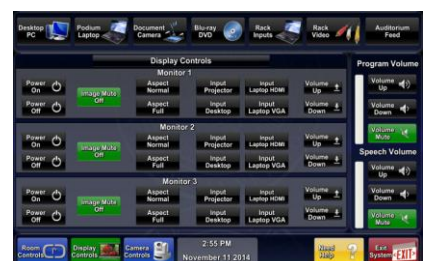 Desktop PC
Podium Laptop
Document Camera
Blu-ray DVD
Rack Inputs
Rack Video
Auditorium Feed
Display Controls
Program Volume
Monitor 1
Power On
Image Mute Off
Aspect Normal
Input Projector
Input Laptop HDMI
Volume Up
Power Off
Aspect Full
Input Desktop
Input Laptop VGA
Volume Down
Volume Up
Volume Down
Volume Mute
Monitor 2
Power On
Image Mute Off
Aspect Normal
Input Projector
Input Laptop HDMI
Volume Up
Power Off
Aspect Full
Input Desktop
Input Laptop VGA
Volume Down
Speech Volume
Monitor 3
Power On
Image Mute Off
Aspect Normal
Input Projector
Input Laptop HDMI
Volume Up
Power Off
Aspect Full
Input Desktop
Input Laptop VGA
Volume Down
Volume Up
Volume Down
Volume Mute
Room Controls
Display Controls
Camera Controls
2:55 PM
November 11 2014
Need Help
Exit System
EXIT